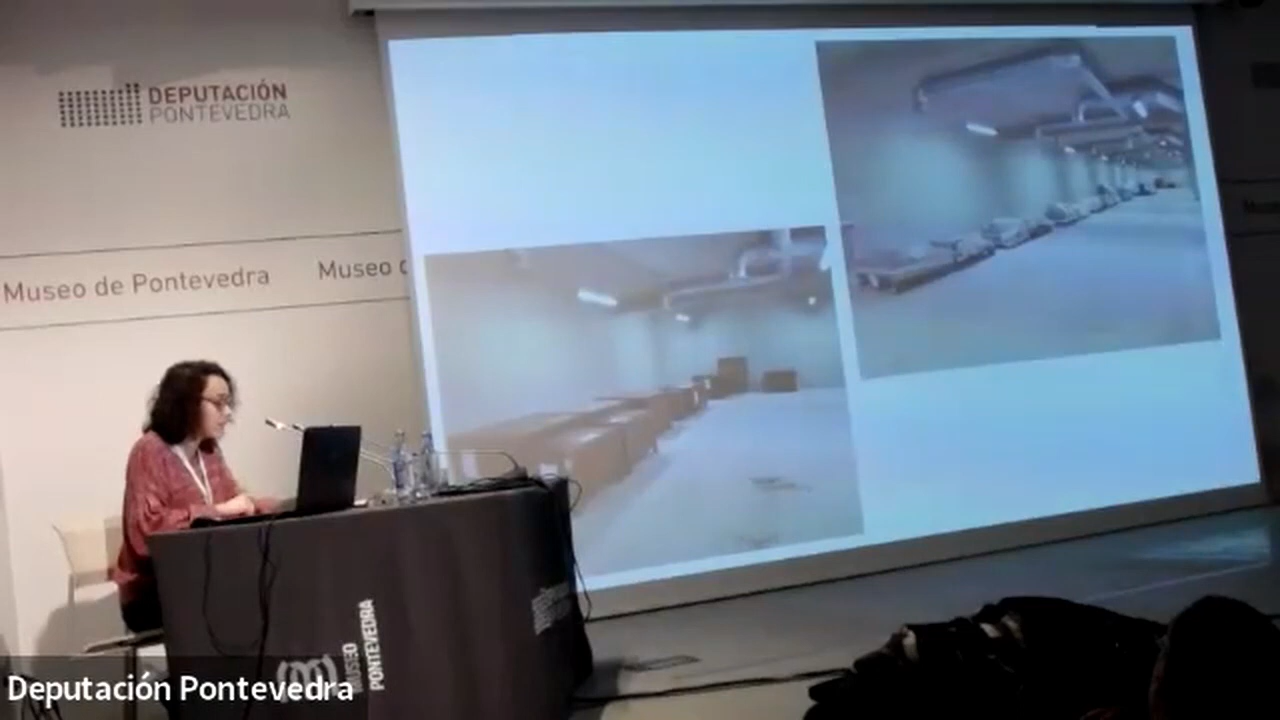 DEPUTACIÓN
PONTEVEDRA
Museo de Pontevedra
Museo
MUSEO
PONTEVEDRA
Deputación Pontevedra